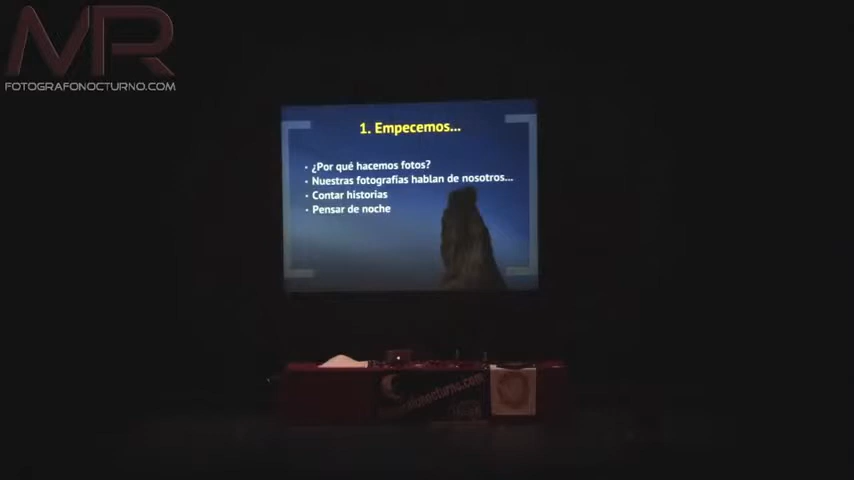 MR
FOTOGRAFONOCTURNO.COM
1. Empecemos...
• ¿Por qué hacemos fotos?
• Nuestras fotografías hablan de nosotros...
• Contar historias
• Pensar de noche